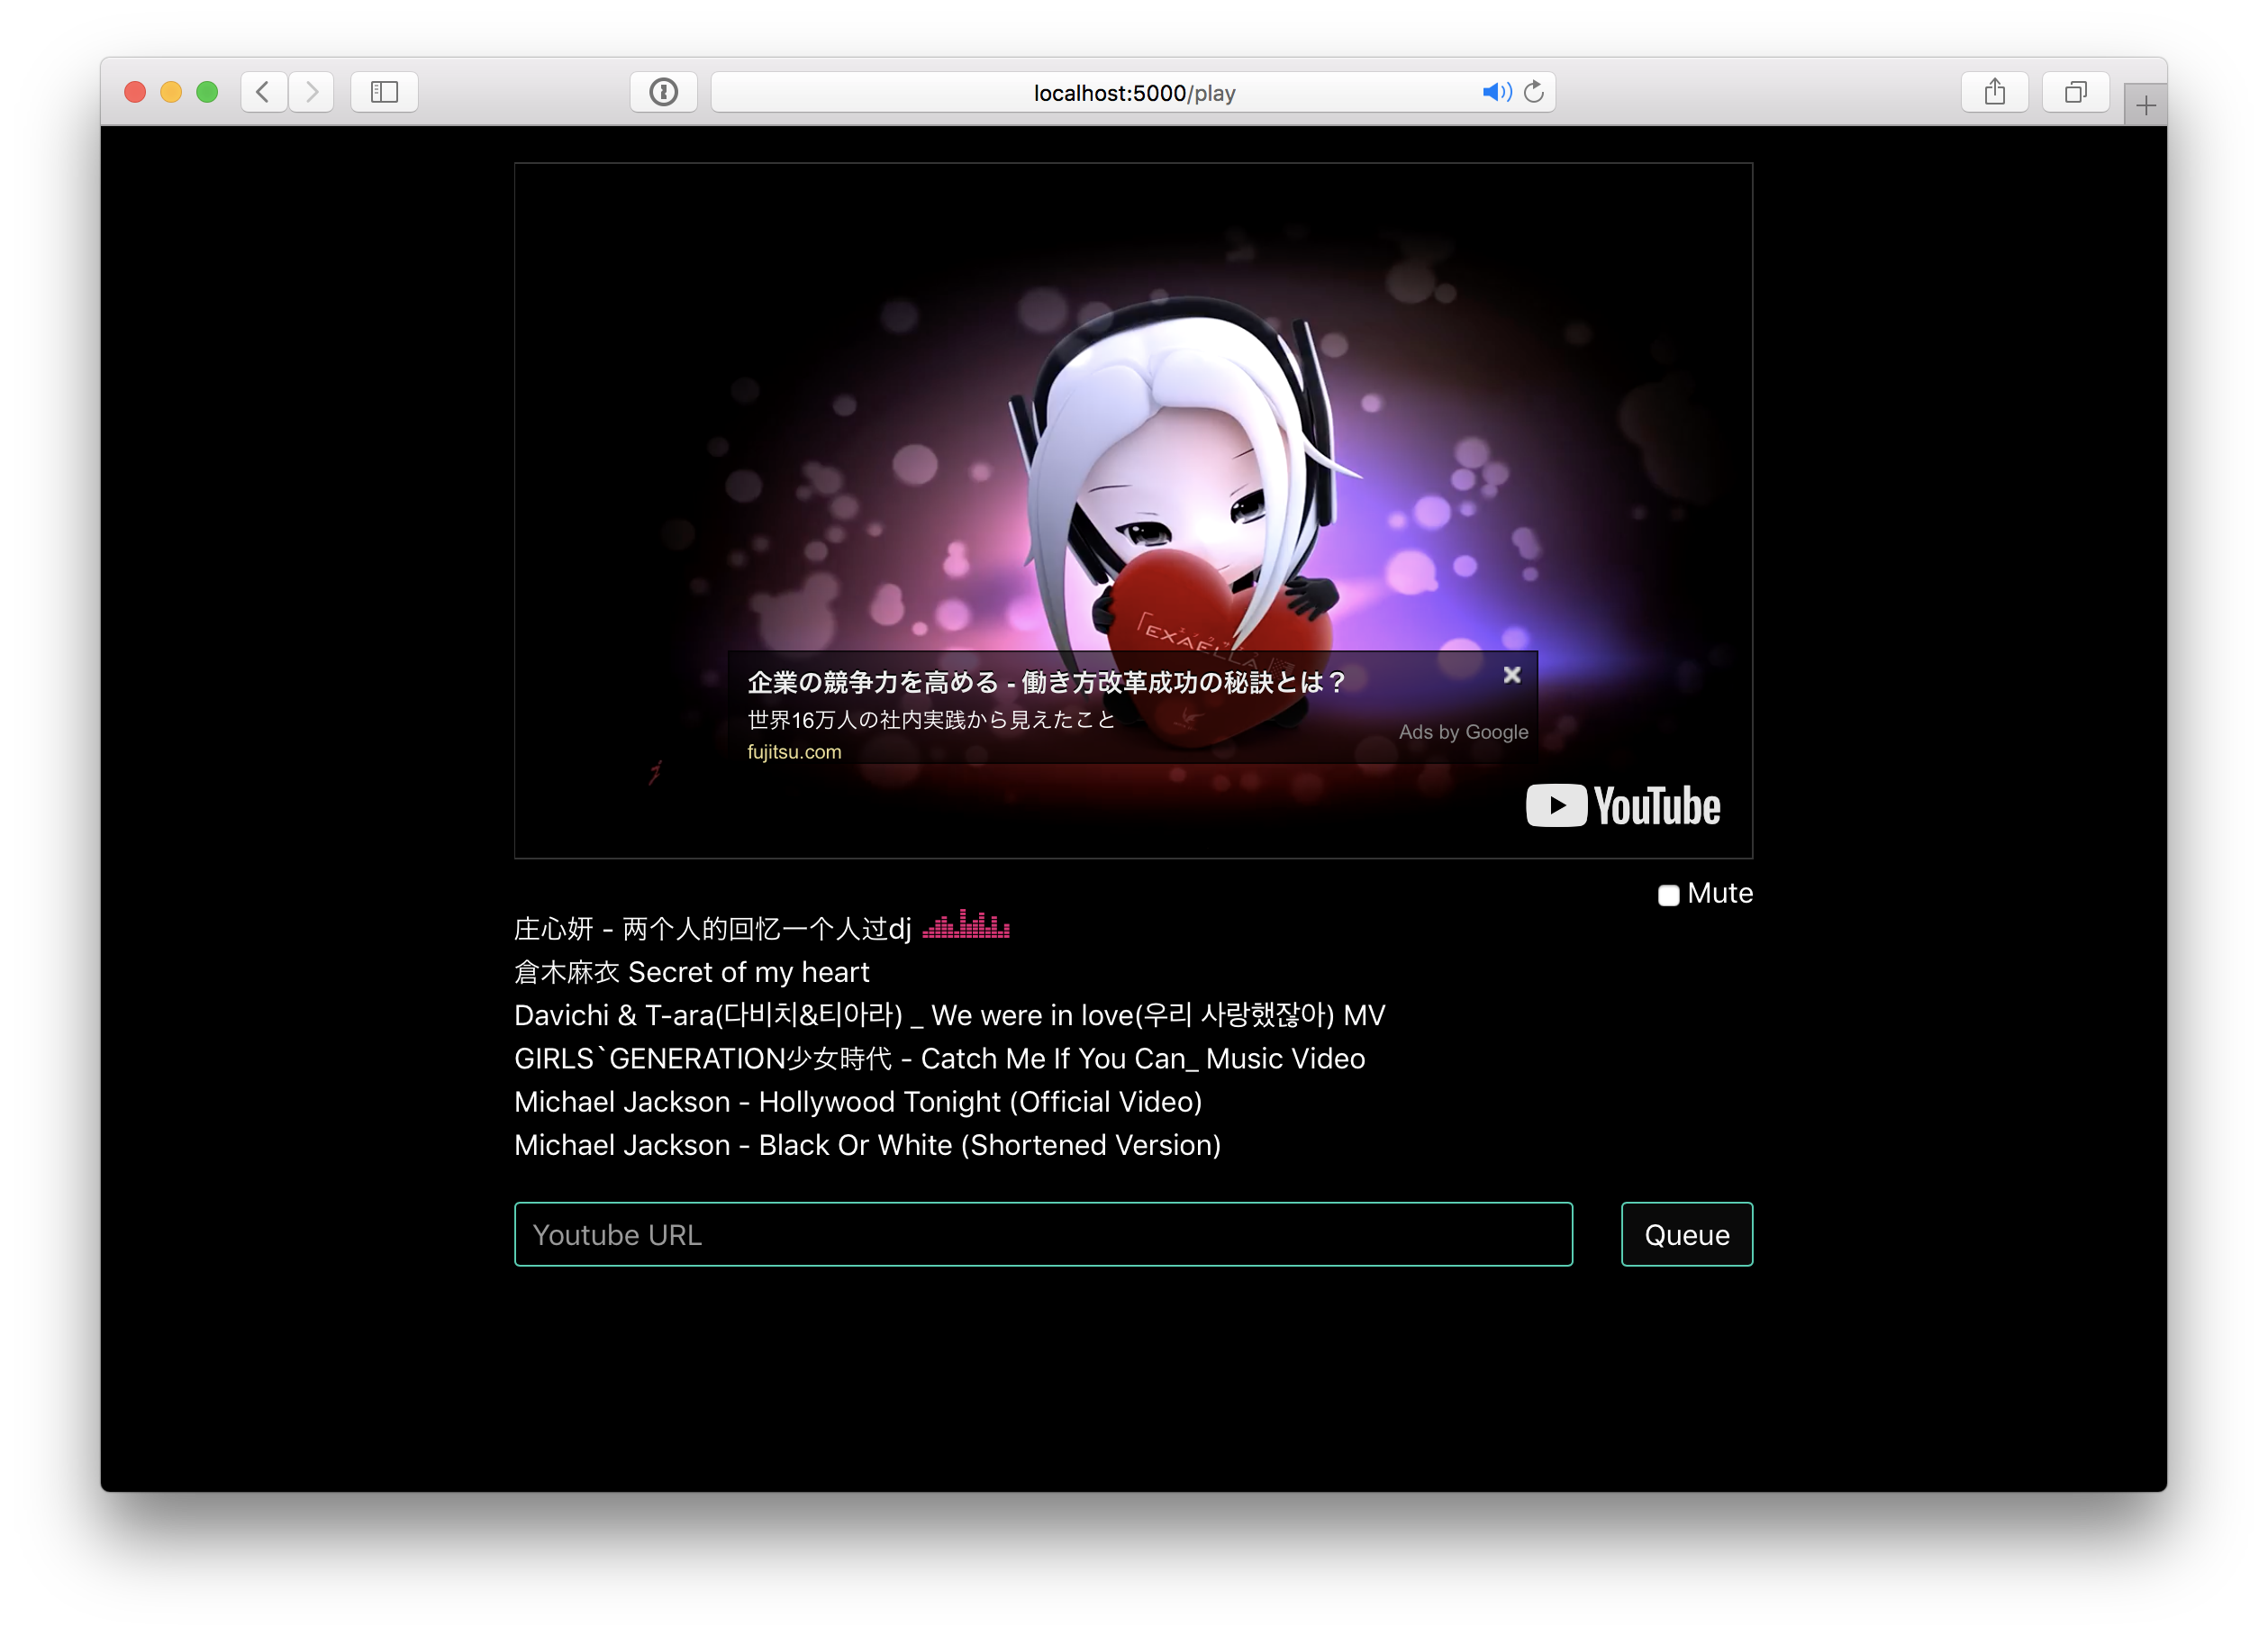 localhost:5000/play
「EXAELLA
企業の競争力を高める - 働き方改革成功の秘訣とは？
世界16万人の社内実践から見えたこと
Ads by Google
fujitsu.com
YouTube
Mute
庄心妍 - 两个人的回忆一个人过dj
倉木麻衣 Secret of my heart
Davichi & T-ara(다비치&티아라) _ We were in love(우리 사랑했잖아) MV
GIRLS`GENERATION少女時代 - Catch Me If You Can_ Music Video
Michael Jackson - Hollywood Tonight (Official Video)
Michael Jackson - Black Or White (Shortened Version)
Youtube URL
Queue